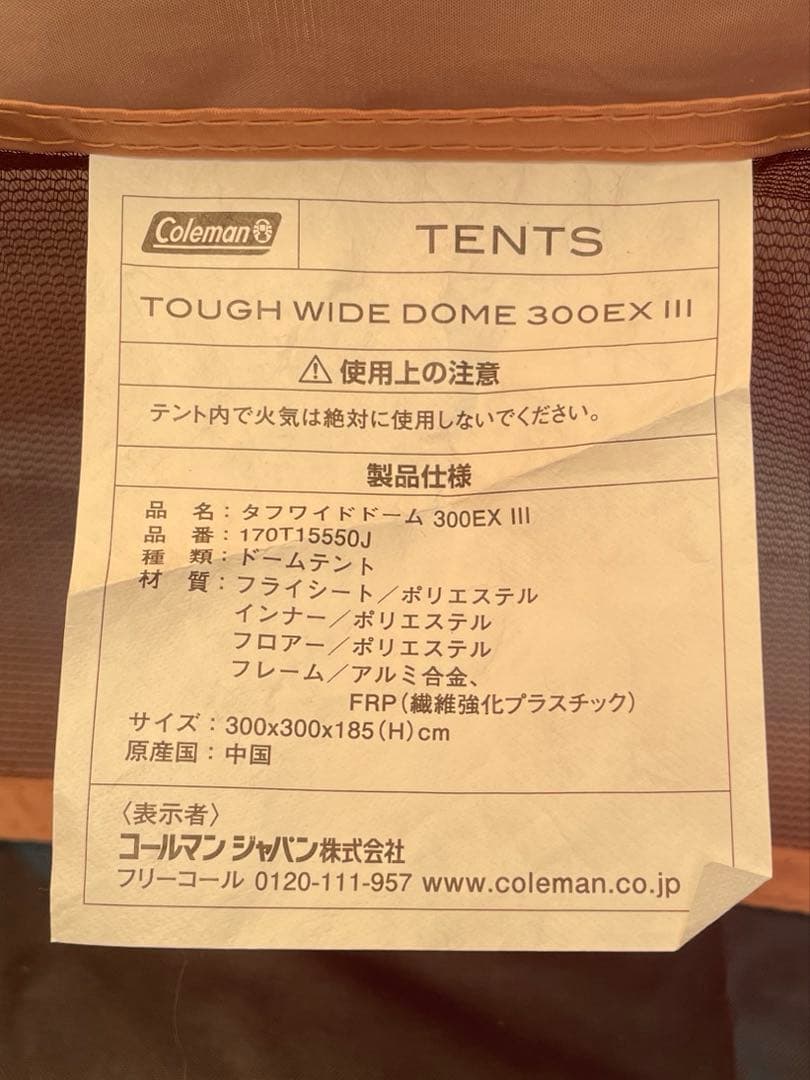 Coleman
TENTS
TOUGH WIDE DOME 300EX III
⚠使用上の注意
テント内で火気は絶対に使用しないでください。
製品仕様
品 名：タフワイドドーム 300EX III
品 番：170T15550J
種 類：ドームテント
材 質：フライシート／ポリエステル
インナー／ポリエステル
フロアー／ポリエステル
フレーム／アルミ合金、
FRP（繊維強化プラスチック）
サイズ：300x300x185（H）cm
原産国：中国
〈表示者〉
コールマン ジャパン株式会社
フリーコール 0120-111-957 www.coleman.co.jp